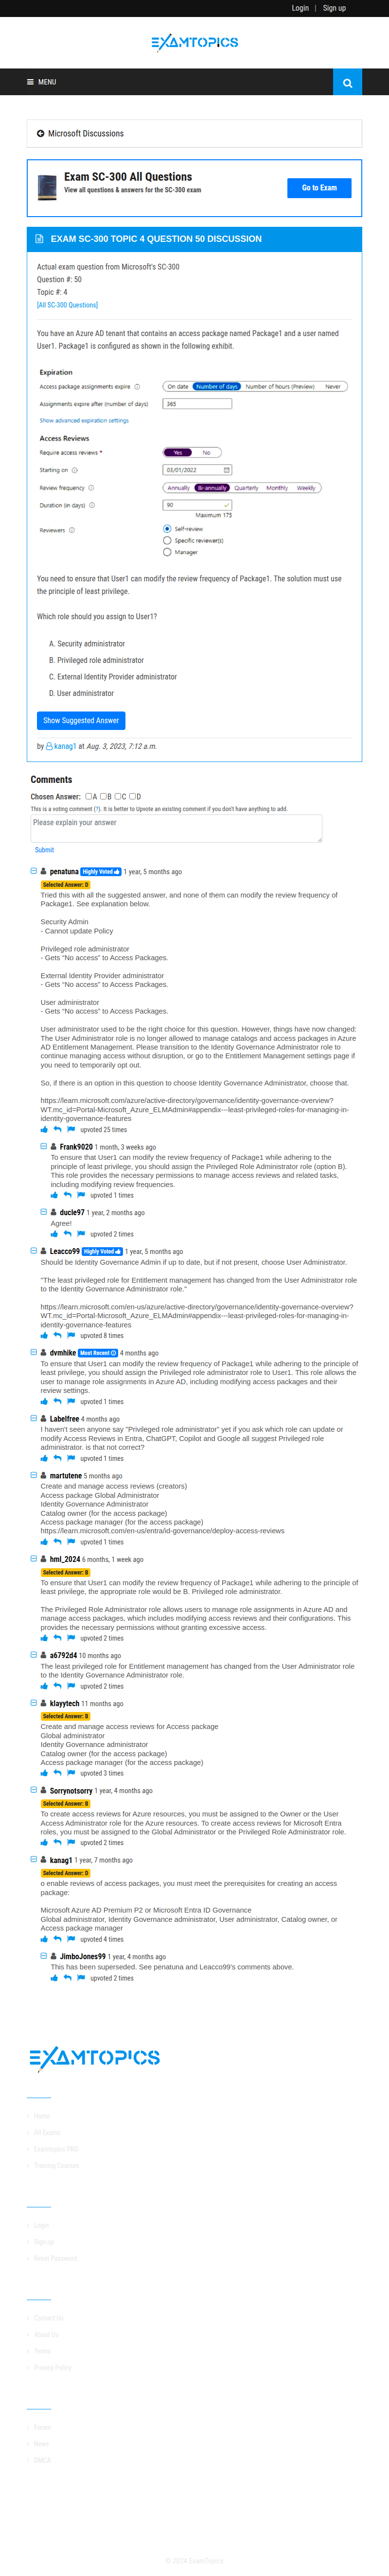 Login | Sign up
EXAMTOPICS
MENU
Microsoft Discussions
Exam SC-300 All Questions
View all questions & answers for the SC-300 exam
Go to Exam
EXAM SC-300 TOPIC 4 QUESTION 50 DISCUSSION
Actual exam question from Microsoft's SC-300
Question #: 50
Topic #: 4
[All SC-300 Questions]
You have an Azure AD tenant that contains an access package named Package1 and a user named
User1. Package1 is configured as shown in the following exhibit.
Expiration
Access package assignments expire On date Number of days Number of hours (Preview) Never
Assignments expire after (number of days) 365
Show advanced expiration settings
Access Reviews
Require access reviews * Yes No
Starting on 03/01/2022
Review frequency Annually Bi-annually Quarterly Monthly Weekly
Duration (in days) 90
Maximum 175
Reviewers Self-review
Specific reviewer(s)
Manager
You need to ensure that User1 can modify the review frequency of Package1. The solution must use
the principle of least privilege.
Which role should you assign to User1?
A. Security administrator
B. Privileged role administrator
C. External Identity Provider administrator
D. User administrator
Show Suggested Answer
by kanag1 at Aug. 3, 2023, 7:12 a.m.
Comments
Chosen Answer: A B C D
This is a voting comment (?). It is better to Upvote an existing comment if you don't have anything to add.
Please explain your answer
Submit
penatuna Highly Voted 1 year, 5 months ago
Selected Answer: D
Tried this with all the suggested answer, and none of them can modify the review frequency of
Package1. See explanation below.
Security Admin
- Cannot update Policy
Privileged role administrator
- Gets “No access” to Access Packages.
External Identity Provider administrator
- Gets “No access” to Access Packages.
User administrator
- Gets “No access” to Access Packages.
User administrator used to be the right choice for this question. However, things have now changed:
The User Administrator role is no longer allowed to manage catalogs and access packages in Azure
AD Entitlement Management. Please transition to the Identity Governance Administrator role to
continue managing access without disruption, or go to the Entitlement Management settings page if
you need to temporarily opt out.
So, if there is an option in this question to choose Identity Governance Administrator, choose that.
https://learn.microsoft.com/azure/active-directory/governance/identity-governance-overview?
WT.mc_id=Portal-Microsoft_Azure_ELMAdmin#appendix---least-privileged-roles-for-managing-in-
identity-governance-features
upvoted 25 times
Frank9020 1 month, 3 weeks ago
To ensure that User1 can modify the review frequency of Package1 while adhering to the
principle of least privilege, you should assign the Privileged Role Administrator role (option B).
This role provides the necessary permissions to manage access reviews and related tasks,
including modifying review frequencies.
upvoted 1 times
ducle97 1 year, 2 months ago
Agree!
upvoted 2 times
Leacco99 Highly Voted 1 year, 5 months ago
Should be Identity Governance Admin if up to date, but if not present, choose User Administrator.
"The least privileged role for Entitlement management has changed from the User Administrator role
to the Identity Governance Administrator role."
https://learn.microsoft.com/en-us/azure/active-directory/governance/identity-governance-overview?
WT.mc_id=Portal-Microsoft_Azure_ELMAdmin#appendix---least-privileged-roles-for-managing-in-
identity-governance-features
upvoted 8 times
dvmhike Most Recent 4 months ago
To ensure that User1 can modify the review frequency of Package1 while adhering to the principle of
least privilege, you should assign the Privileged Role administrator role to User1. This role allows the
user to manage role assignments in Azure AD, including modifying access packages and their
review settings.
upvoted 1 times
Labelfree 4 months ago
I haven't seen anyone say "Privileged role administrator" yet if you ask which role can update or
modify Access Reviews in Entra, ChatGPT, Copilot and Google all suggest Privileged role
administrator. is that not correct?
upvoted 1 times
martutene 5 months ago
Create and manage access reviews (creators)
Access package Global Administrator
Identity Governance Administrator
Catalog owner (for the access package)
Access package manager (for the access package)
https://learn.microsoft.com/en-us/entra/id-governance/deploy-access-reviews
upvoted 1 times
hml_2024 6 months, 1 week ago
Selected Answer: B
To ensure that User1 can modify the review frequency of Package1 while adhering to the principle of
least privilege, the appropriate role would be B. Privileged role administrator.
The Privileged Role Administrator role allows users to manage role assignments in Azure AD and
manage access packages, which includes modifying access reviews and their configurations. This
provides the necessary permissions without granting excessive access.
upvoted 2 times
a6792d4 10 months ago
The least privileged role for Entitlement management has changed from the User Administrator role
to the Identity Governance Administrator role.
upvoted 2 times
klayytech 11 months ago
Selected Answer: B
Create and manage access reviews for Access package
Global administrator
Identity Governance administrator
Catalog owner (for the access package)
Access package manager (for the access package)
upvoted 3 times
Sorrynotsorry 1 year, 4 months ago
Selected Answer: B
To create access reviews for Azure resources, you must be assigned to the Owner or the User
Access Administrator role for the Azure resources. To create access reviews for Microsoft Entra
roles, you must be assigned to the Global Administrator or the Privileged Role Administrator role.
upvoted 2 times
kanag1 1 year, 7 months ago
Selected Answer: D
o enable reviews of access packages, you must meet the prerequisites for creating an access
package:
Microsoft Azure AD Premium P2 or Microsoft Entra ID Governance
Global administrator, Identity Governance administrator, User administrator, Catalog owner, or
Access package manager
upvoted 4 times
JimboJones99 1 year, 4 months ago
This has been superseded. See penatuna and Leacco99's comments above.
upvoted 2 times
EXAMTOPICS
Home
All Exams
Examtopics PRO
Training Courses
Login
Sign up
Reset Password
Contact Us
About Us
Terms
Privacy Policy
Forum
News
DMCA
© 2024 ExamTopics